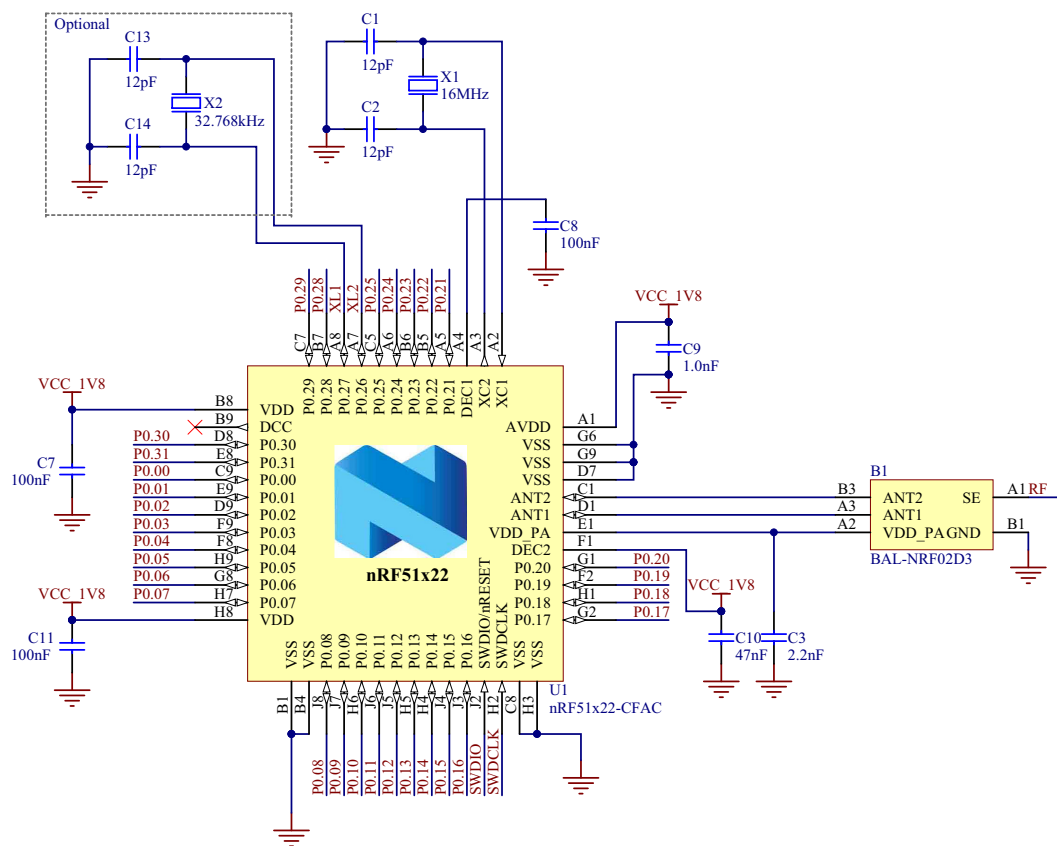 Optional
C13
12pF
X2
32.768kHz
C14
12pF
C1
12pF
X1
16MHz
C2
12pF
C8
100nF
P0.29
P0.28
XL1
XL2
P0.25
P0.24
P0.23
P0.22
P0.21
C7
B7
A8
A7
C5
A6
B6
B5
A5
A4
A3
A2
P0.29
P0.28
P0.27
P0.26
P0.25
P0.24
P0.23
P0.22
P0.21
DEC1
XC2
XC1
VCC_1V8
C9
1.0nF
VCC_1V8
C7
100nF
B8 VDD
B9 DCC
P0.30 D8 P0.30
P0.31 E8 P0.31
P0.00 C9 P0.00
P0.01 E9 P0.01
P0.02 D9 P0.02
P0.03 F9 P0.03
P0.04 F8 P0.04
P0.05 H9 P0.05
P0.06 G8 P0.06
P0.07 H7 P0.07
H8 VDD
VCC_1V8
C11
100nF
nRF51x22
AVDD A1
VSS G6
VSS G9
VSS D7
ANT2 C1
ANT1 D1
VDD_PA E1
DEC2 F1
P0.20 G1 P0.20
P0.19 F2 P0.19
P0.18 H1 P0.18
P0.17 G2 P0.17
B1
B3 ANT2 SE A1 RF
A3 ANT1
A2 VDD_PA GND B1
BAL-NRF02D3
VCC_1V8
C10
47nF
C3
2.2nF
VSS
VSS
P0.08
P0.09
P0.10
P0.11
P0.12
P0.13
P0.14
P0.15
P0.16
SWDIO/nRESET
SWDCLK
VSS
VSS
U1
nRF51x22-CFAC
B1
B4
J8
J7
H6
J6
J5
H5
H4
J4
J3
J2
H2
C8
H3
P0.08
P0.09
P0.10
P0.11
P0.12
P0.13
P0.14
P0.15
P0.16
SWDIO
SWDCLK